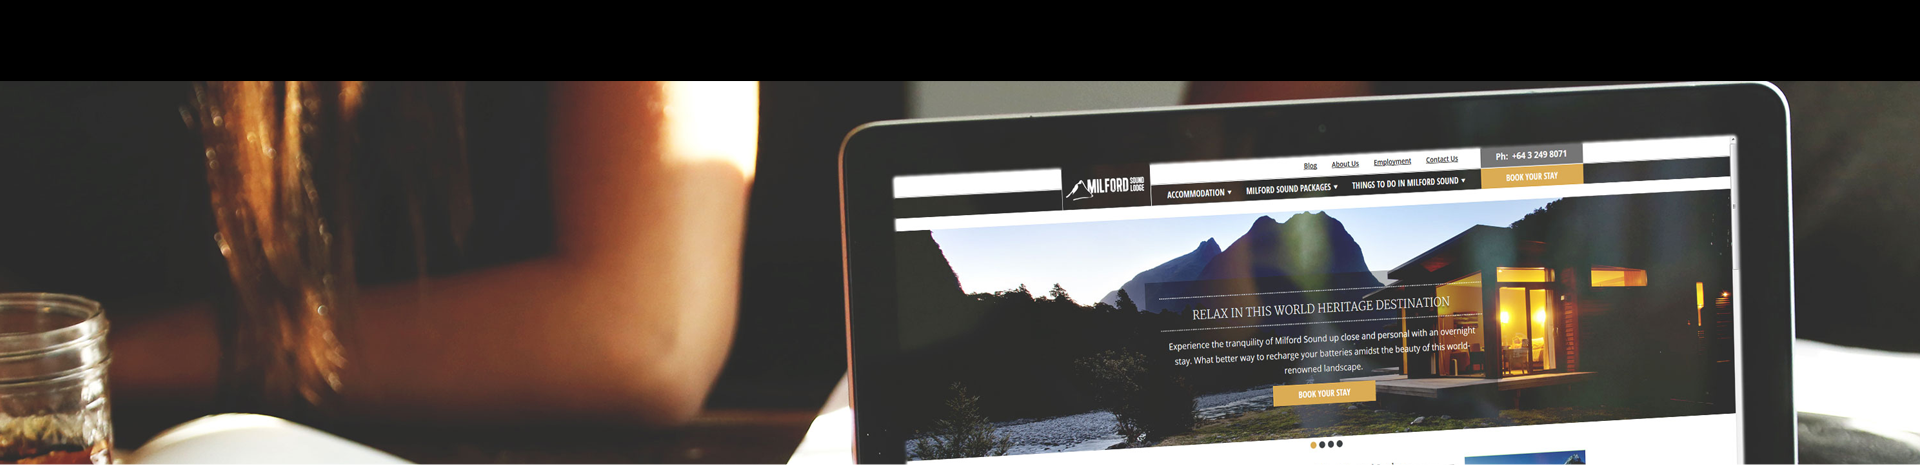 Blog About Us Employment Contact Us Ph: +64 3 249 8071
MILFORD SOUND LODGE
ACCOMMODATION ▾ MILFORD SOUND PACKAGES ▾ THINGS TO DO IN MILFORD SOUND ▾ BOOK YOUR STAY
RELAX IN THIS WORLD HERITAGE DESTINATION
Experience the tranquility of Milford Sound up close and personal with an overnight
stay. What better way to recharge your batteries amidst the beauty of this world-
renowned landscape.
BOOK YOUR STAY